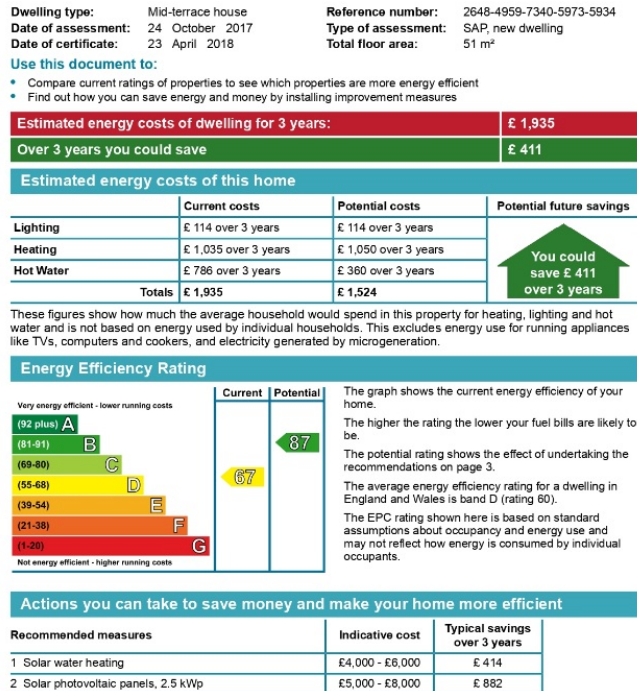 Dwelling type: Mid-terrace house Reference number: 2648-4959-7340-5973-5934
Date of assessment: 24 October 2017 Type of assessment: SAP, new dwelling
Date of certificate: 23 April 2018 Total floor area: 51 m²
Use this document to:
• Compare current ratings of properties to see which properties are more energy efficient
• Find out how you can save energy and money by installing improvement measures
Estimated energy costs of dwelling for 3 years: £ 1,935
Over 3 years you could save £ 411
Estimated energy costs of this home
Current costs Potential costs Potential future savings
Lighting £ 114 over 3 years £ 114 over 3 years
Heating £ 1,035 over 3 years £ 1,050 over 3 years
Hot Water £ 786 over 3 years £ 360 over 3 years
Totals £ 1,935 £ 1,524
You could
save £ 411
over 3 years
These figures show how much the average household would spend in this property for heating, lighting and hot
water and is not based on energy used by individual households. This excludes energy use for running appliances
like TVs, computers and cookers, and electricity generated by microgeneration.
Energy Efficiency Rating
Current Potential
Very energy efficient - lower running costs
(92 plus) A
(81-91) B
(69-80) C
(55-68) D
(39-54) E
(21-38) F
(1-20) G
Not energy efficient - higher running costs
67
87
The graph shows the current energy efficiency of your
home.
The higher the rating the lower your fuel bills are likely to
be.
The potential rating shows the effect of undertaking the
recommendations on page 3.
The average energy efficiency rating for a dwelling in
England and Wales is band D (rating 60).
The EPC rating shown here is based on standard
assumptions about occupancy and energy use and
may not reflect how energy is consumed by individual
occupants.
Actions you can take to save money and make your home more efficient
Recommended measures Indicative cost Typical savings
over 3 years
1 Solar water heating £4,000 - £6,000 £ 414
2 Solar photovoltaic panels, 2.5 kWp £5,000 - £8,000 £ 882